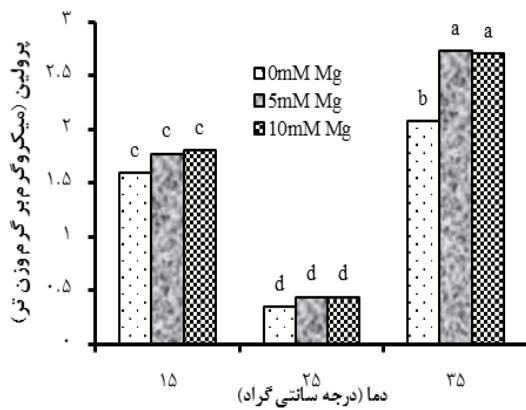 پرولین (میکروگرم بر گرم وزن تر)
۳
۲.۵
۲
۱.۵
۱
۰.۵
۰
0mM Mg
5mM Mg
10mM Mg
c c c
d d d
b a a
۱۵ ۲۵ ۳۵
دما (درجه سانتی گراد)